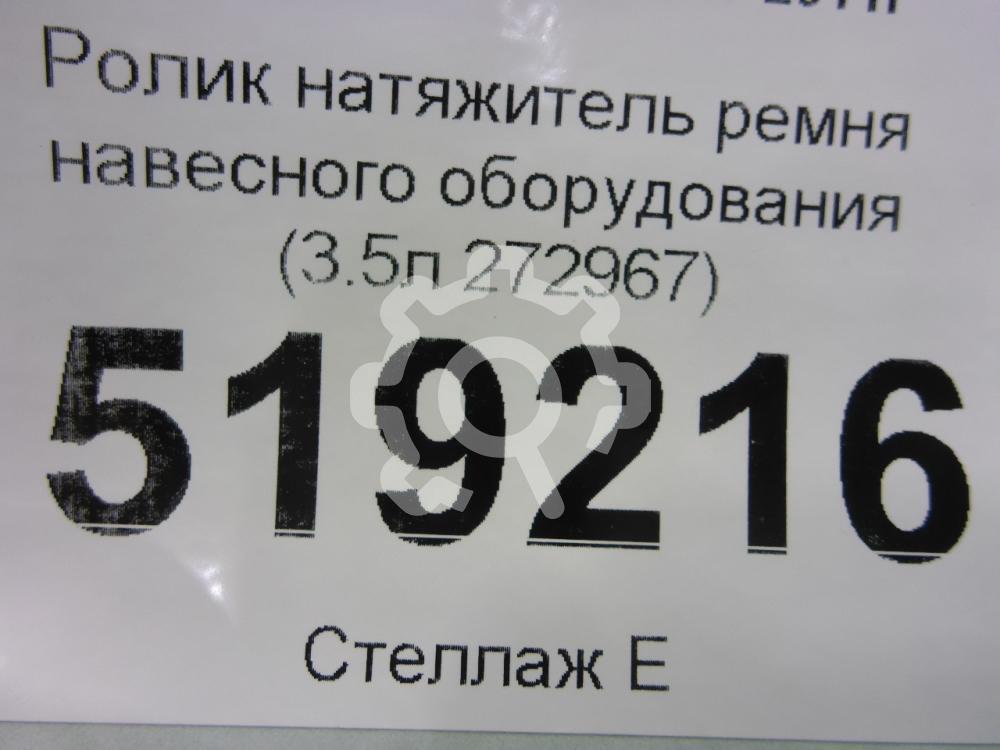 Ролик натяжитель ремня
навесного оборудования
(3.5л 272967)
519216
Стеллаж Е